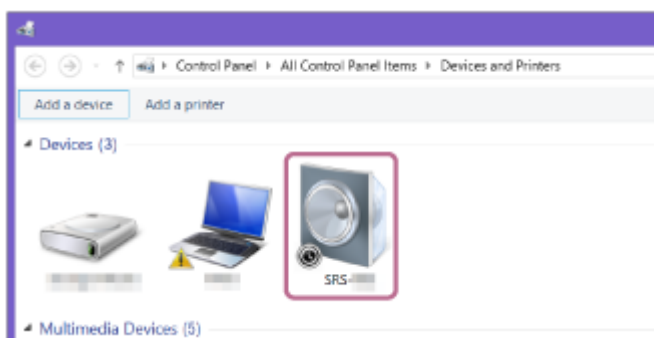 Control Panel ▸ All Control Panel Items ▸ Devices and Printers
Add a device Add a printer
Devices (3)
SRS-
Multimedia Devices (5)